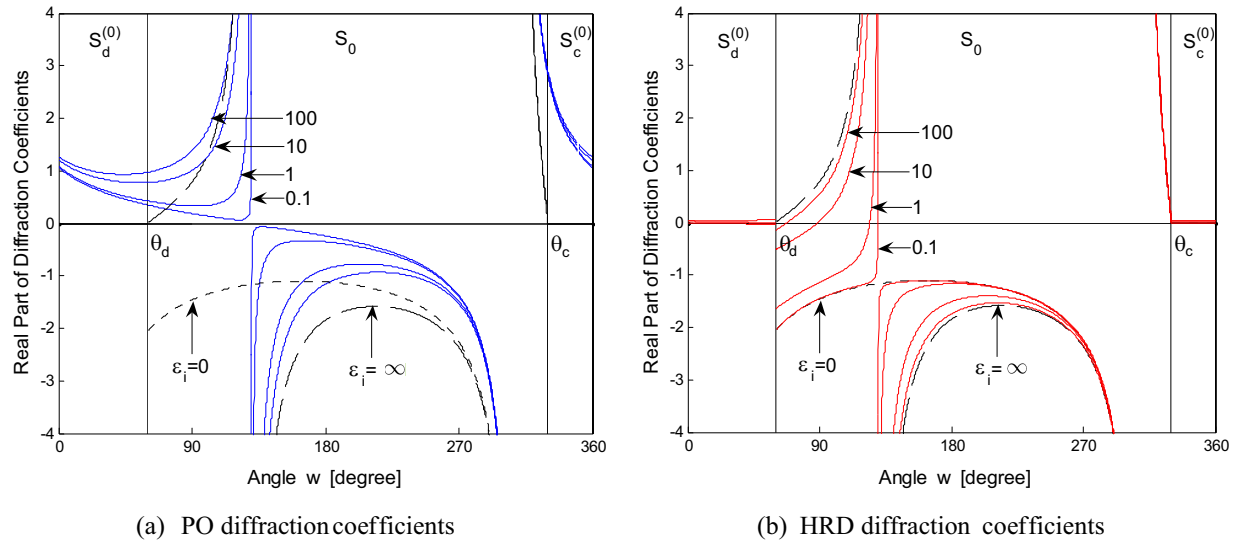 4
3
2
1
0
-1
-2
-3
-4
0
90
180
270
360
Real Part of Diffraction Coefficients
Angle w [degree]
S_d^(0)
S_0
S_c^(0)
100
10
1
0.1
θ_d
θ_c
ε_i=0
ε_i= ∞
(a) PO diffraction coefficients
4
3
2
1
0
-1
-2
-3
-4
0
90
180
270
360
Real Part of Diffraction Coefficients
Angle w [degree]
S_d^(0)
S_0
S_c^(0)
100
10
1
0.1
θ_d
θ_c
ε_i=0
ε_i= ∞
(b) HRD diffraction coefficients